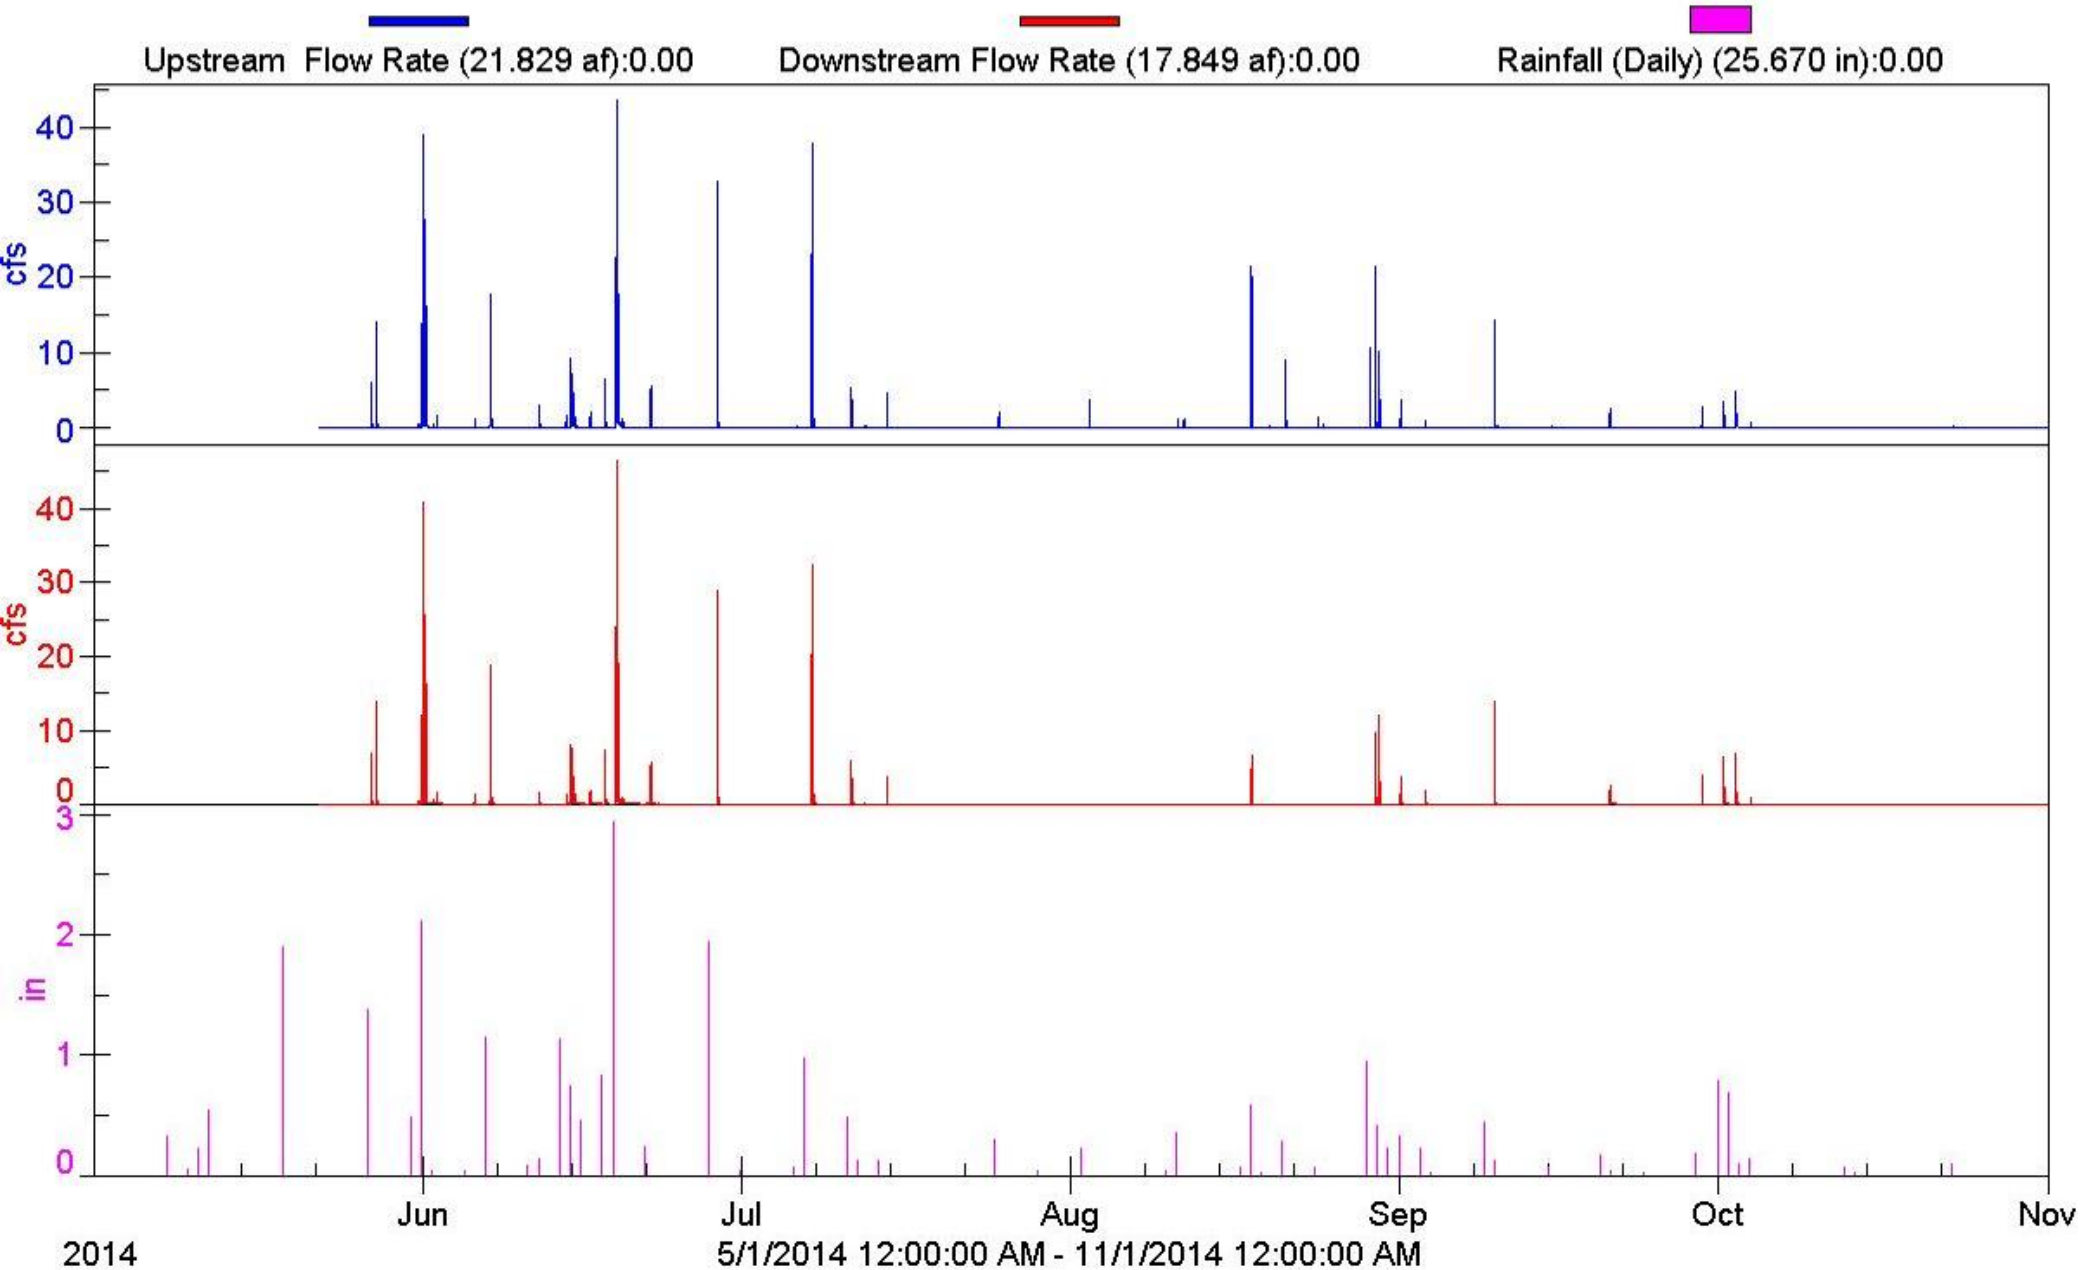 Upstream  Flow Rate (21.829 af):0.00 Downstream Flow Rate (17.849 af):0.00 Rainfall (Daily) (25.670 in):0.00
40
30
cfs
20
10
0
40
30
cfs
20
10
0
3
2
in
1
0
Jun Jul Aug Sep Oct Nov
2014 5/1/2014 12:00:00 AM - 11/1/2014 12:00:00 AM